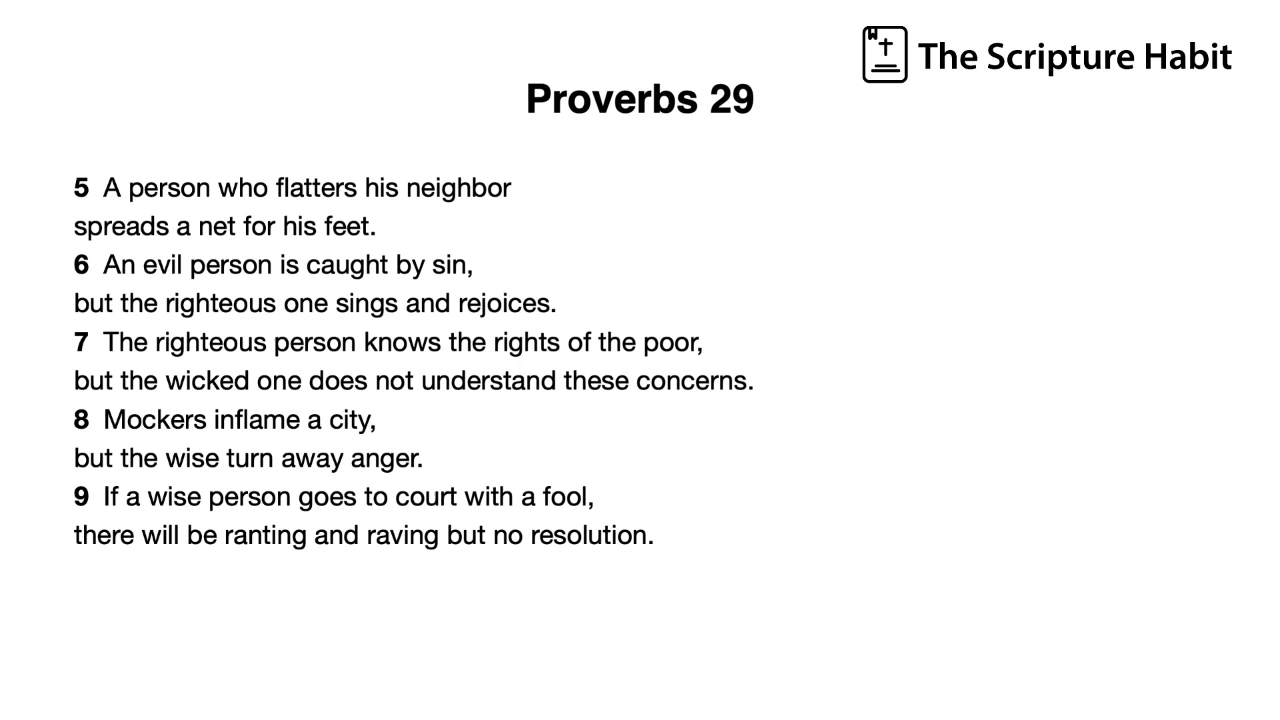 The Scripture Habit
Proverbs 29
5 A person who flatters his neighbor
spreads a net for his feet.
6 An evil person is caught by sin,
but the righteous one sings and rejoices.
7 The righteous person knows the rights of the poor,
but the wicked one does not understand these concerns.
8 Mockers inflame a city,
but the wise turn away anger.
9 If a wise person goes to court with a fool,
there will be ranting and raving but no resolution.